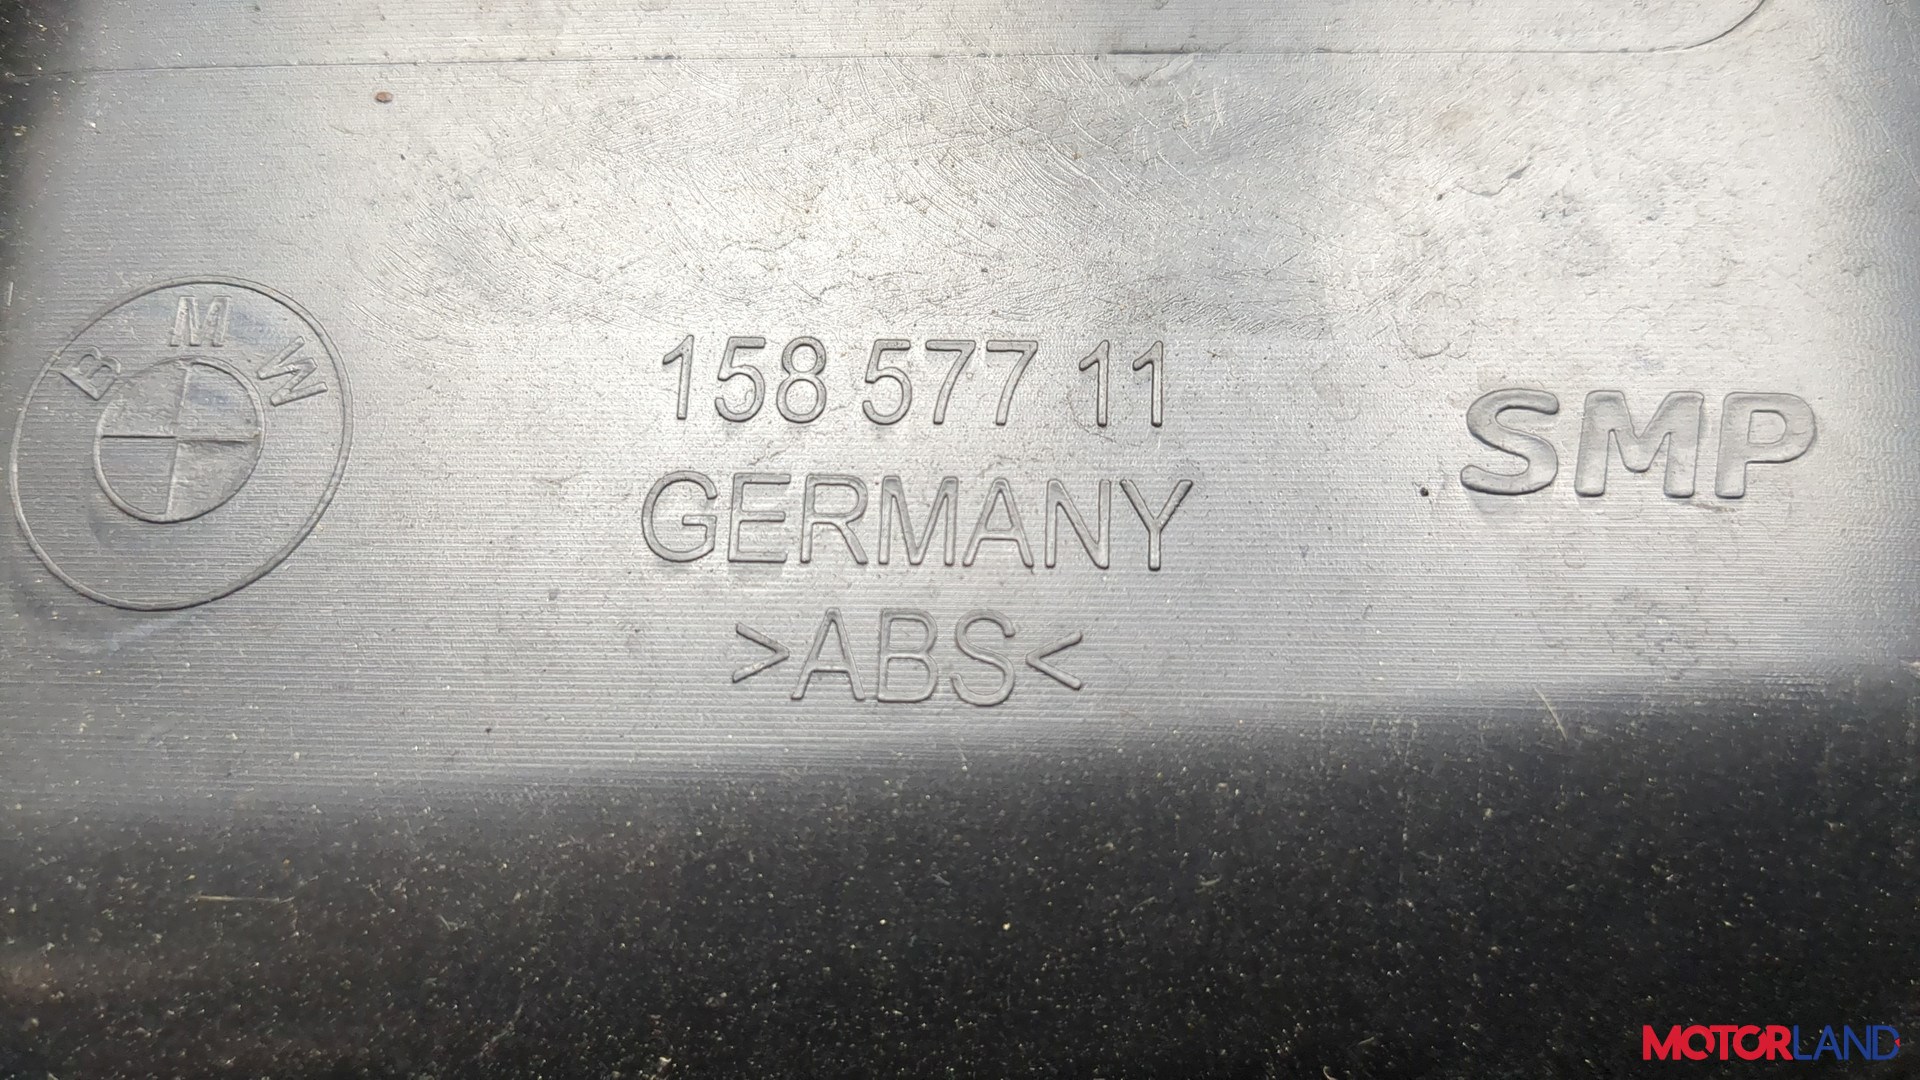 BMW
158 577 11
GERMANY
>ABS<
SMP
MOTORLAND